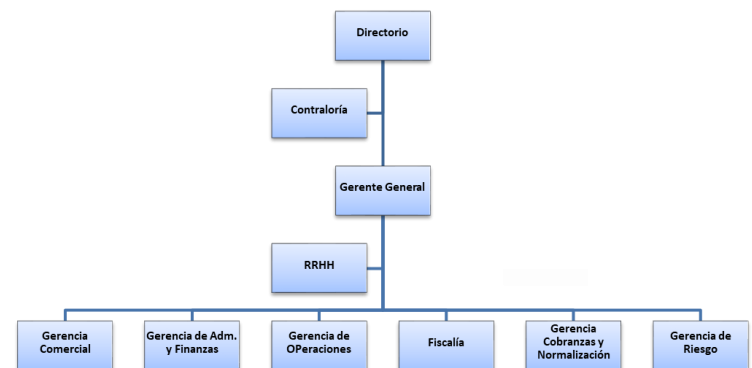 Directorio
Contraloría
Gerente General
RRHH
Gerencia
Comercial
Gerencia de Adm.
y Finanzas
Gerencia de
OPeraciones
Fiscalía
Gerencia
Cobranzas y
Normalización
Gerencia de
Riesgo